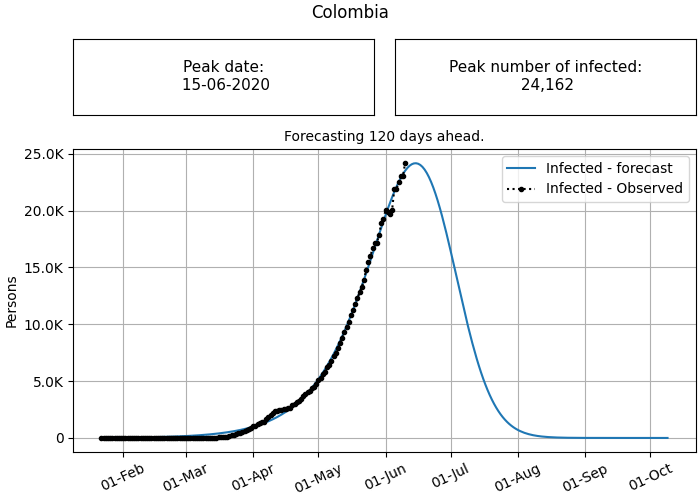 Colombia
Peak date:
15-06-2020
Peak number of infected:
24,162
Forecasting 120 days ahead.
25.0K
20.0K
15.0K
10.0K
5.0K
0
Persons
Infected - forecast
Infected - Observed
01-Feb
01-Mar
01-Apr
01-May
01-Jun
01-Jul
01-Aug
01-Sep
01-Oct